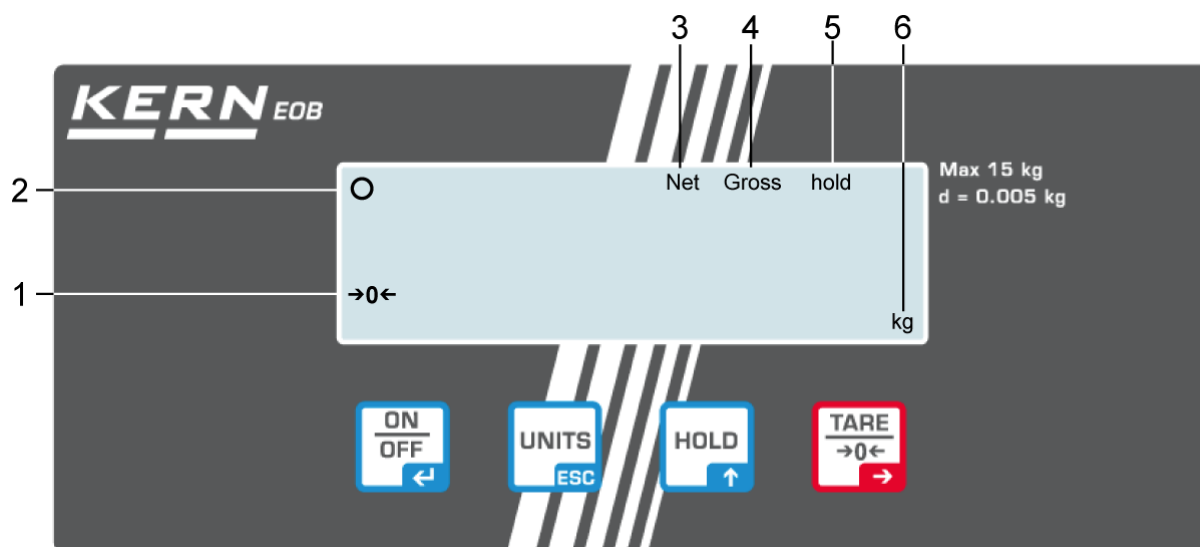 3 4 5 6
KERN EOB
2 O Net Gross hold Max 15 kg
d = 0.005 kg
1 →0←
kg
ON
OFF
↵
UNITS
ESC
HOLD
↑
TARE
→0←
→